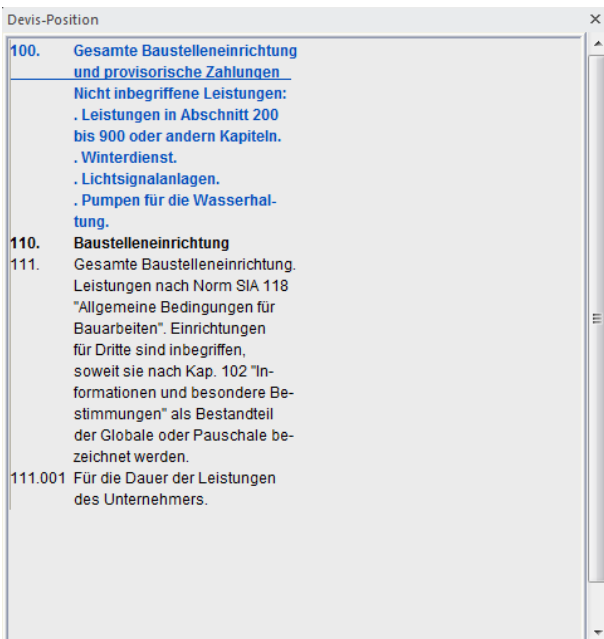 Devis-Position
100. Gesamte Baustelleneinrichtung
und provisorische Zahlungen
Nicht inbegriffene Leistungen:
. Leistungen in Abschnitt 200
bis 900 oder andern Kapiteln.
. Winterdienst.
. Lichtsignalanlagen.
. Pumpen für die Wasserhal-
tung.
110. Baustelleneinrichtung
111. Gesamte Baustelleneinrichtung.
Leistungen nach Norm SIA 118
"Allgemeine Bedingungen für
Bauarbeiten". Einrichtungen
für Dritte sind inbegriffen,
soweit sie nach Kap. 102 "In-
formationen und besondere Be-
stimmungen" als Bestandteil
der Globale oder Pauschale be-
zeichnet werden.
111.001 Für die Dauer der Leistungen
des Unternehmers.